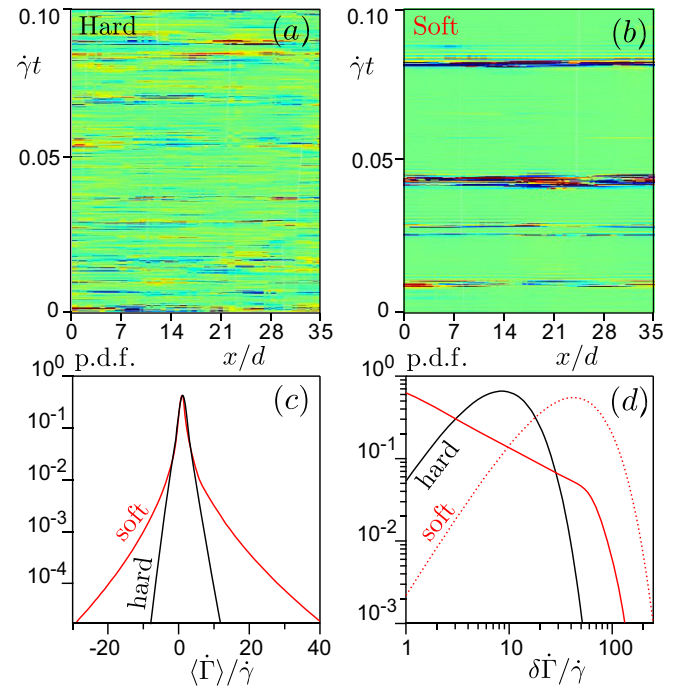 0.10 Hard (a)
γ̇t
0.05
0
0 7 14 21 28 35
x/d
0.10 Soft (b)
γ̇t
0.05
0
0 7 14 21 28 35
x/d
p.d.f.
(c)
10^0
10^-1
10^-2
10^-3
10^-4
soft
hard
-20 0 20 40
⟨Γ̇⟩/γ̇
p.d.f.
(d)
10^0
10^-1
10^-2
10^-3
hard
soft
1 10 100
δΓ̇/γ̇